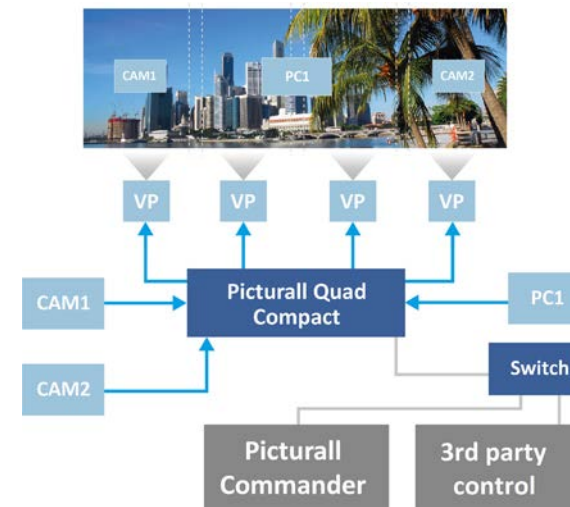 CAM1
PC1
CAM2
VP
VP
VP
VP
CAM1
Picturall Quad
Compact
PC1
CAM2
Switch
Picturall
Commander
3rd party
control